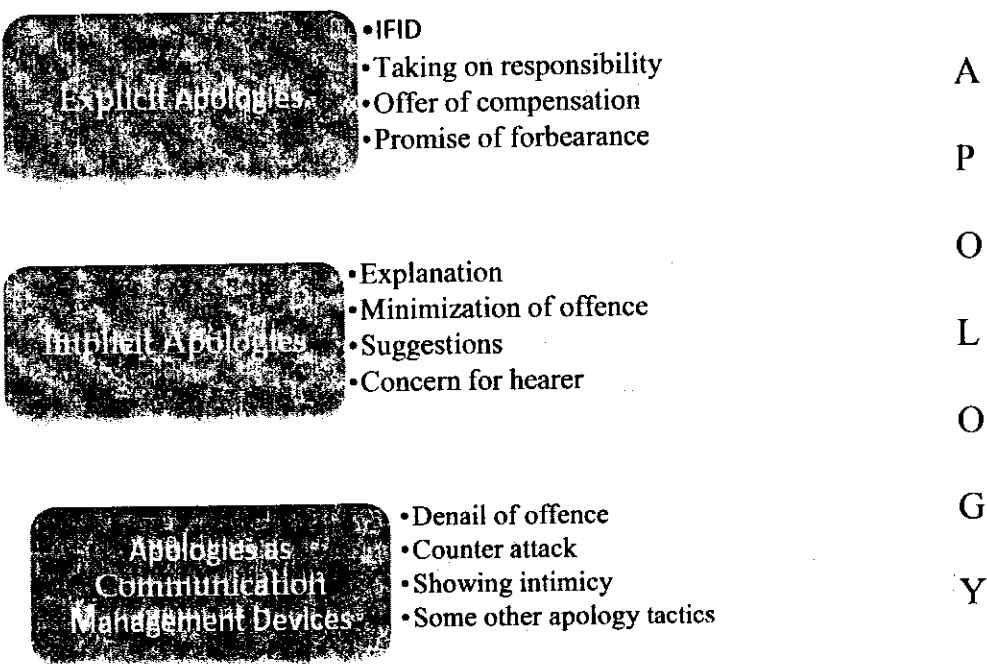 Explicit Apologies
•IFID
•Taking on responsibility
•Offer of compensation
•Promise of forbearance
Implicit Apologies
•Explanation
•Minimization of offence
•Suggestions
•Concern for hearer
Apologies as
Communication
Management Devices
•Denail of offence
•Counter attack
•Showing intimicy
•Some other apology tactics
A
P
O
L
O
G
Y